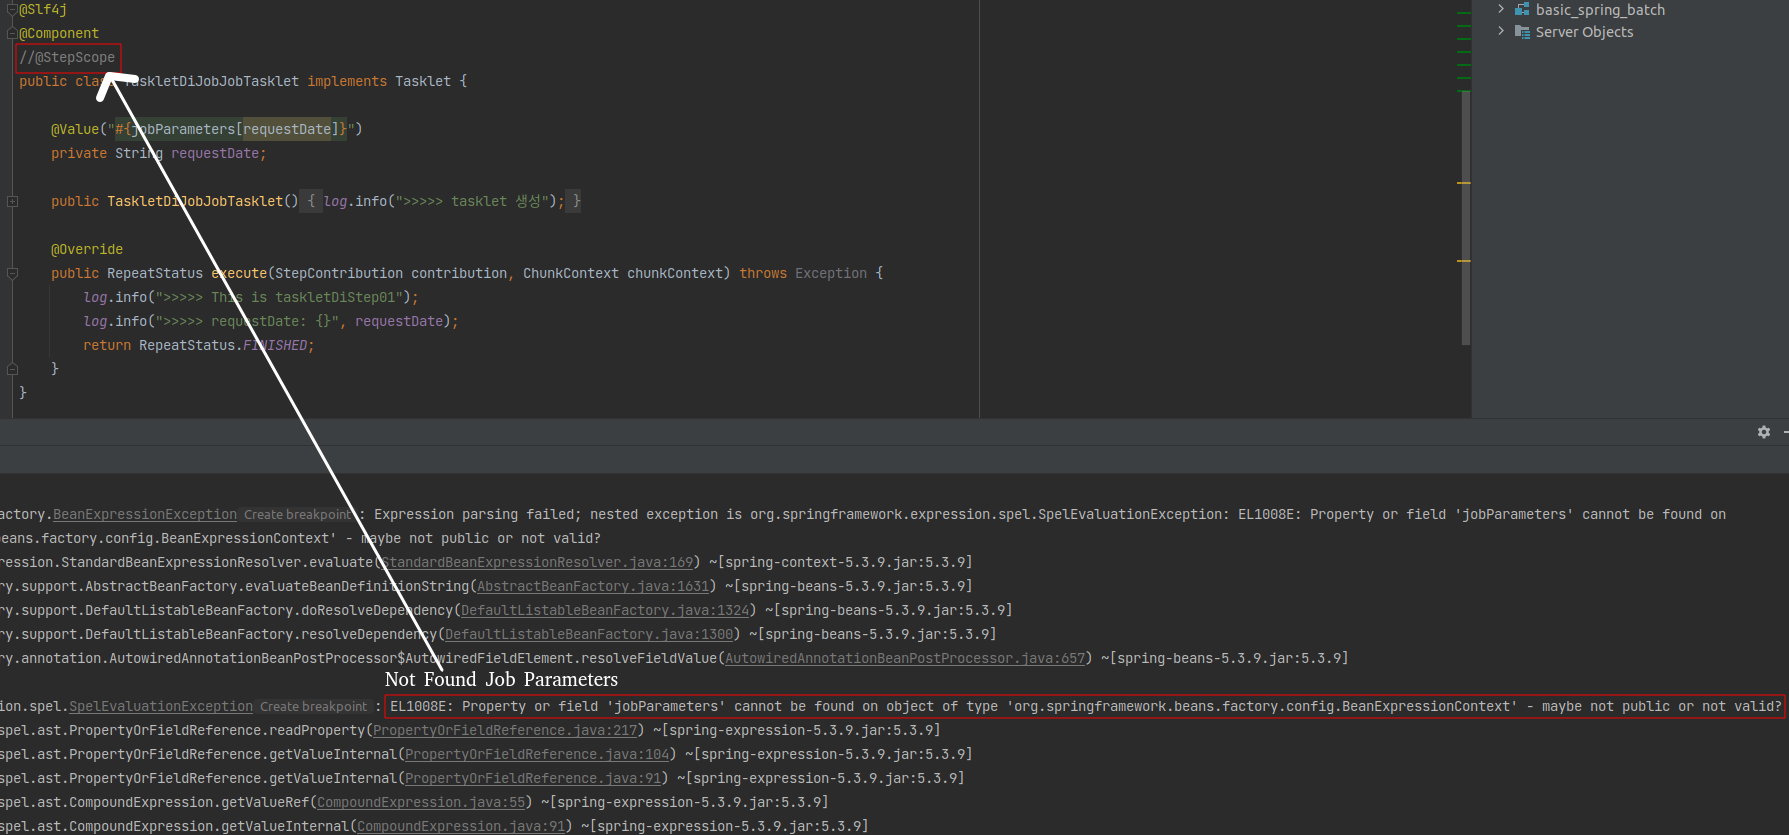 @Slf4j
@Component
//@StepScope
public class TaskletDiJobJobTasklet implements Tasklet {
@Value("#{jobParameters[requestDate]}")
private String requestDate;
public TaskletDiJobJobTasklet() { log.info(">>>>> tasklet 생성"); }
@Override
public RepeatStatus execute(StepContribution contribution, ChunkContext chunkContext) throws Exception {
log.info(">>>>> This is taskletDiStep01");
log.info(">>>>> requestDate: {}", requestDate);
return RepeatStatus.FINISHED;
}
}
basic_spring_batch
Server Objects
actory.BeanExpressionException Create breakpoint : Expression parsing failed; nested exception is org.springframework.expression.spel.SpelEvaluationException: EL1008E: Property or field 'jobParameters' cannot be found on
eans.factory.config.BeanExpressionContext' - maybe not public or not valid?
ression.StandardBeanExpressionResolver.evaluate(StandardBeanExpressionResolver.java:169) ~[spring-context-5.3.9.jar:5.3.9]
ry.support.AbstractBeanFactory.evaluateBeanDefinitionString(AbstractBeanFactory.java:1631) ~[spring-beans-5.3.9.jar:5.3.9]
ry.support.DefaultListableBeanFactory.doResolveDependency(DefaultListableBeanFactory.java:1324) ~[spring-beans-5.3.9.jar:5.3.9]
ry.support.DefaultListableBeanFactory.resolveDependency(DefaultListableBeanFactory.java:1300) ~[spring-beans-5.3.9.jar:5.3.9]
ry.annotation.AutowiredAnnotationBeanPostProcessor$AutowiredFieldElement.resolveFieldValue(AutowiredAnnotationBeanPostProcessor.java:657) ~[spring-beans-5.3.9.jar:5.3.9]
Not Found Job Parameters
ion.spel.SpelEvaluationException Create breakpoint : EL1008E: Property or field 'jobParameters' cannot be found on object of type 'org.springframework.beans.factory.config.BeanExpressionContext' - maybe not public or not valid?
spel.ast.PropertyOrFieldReference.readProperty(PropertyOrFieldReference.java:217) ~[spring-expression-5.3.9.jar:5.3.9]
spel.ast.PropertyOrFieldReference.getValueInternal(PropertyOrFieldReference.java:104) ~[spring-expression-5.3.9.jar:5.3.9]
spel.ast.PropertyOrFieldReference.getValueInternal(PropertyOrFieldReference.java:91) ~[spring-expression-5.3.9.jar:5.3.9]
spel.ast.CompoundExpression.getValueRef(CompoundExpression.java:55) ~[spring-expression-5.3.9.jar:5.3.9]
spel.ast.CompoundExpression.getValueInternal(CompoundExpression.java:91) ~[spring-expression-5.3.9.jar:5.3.9]